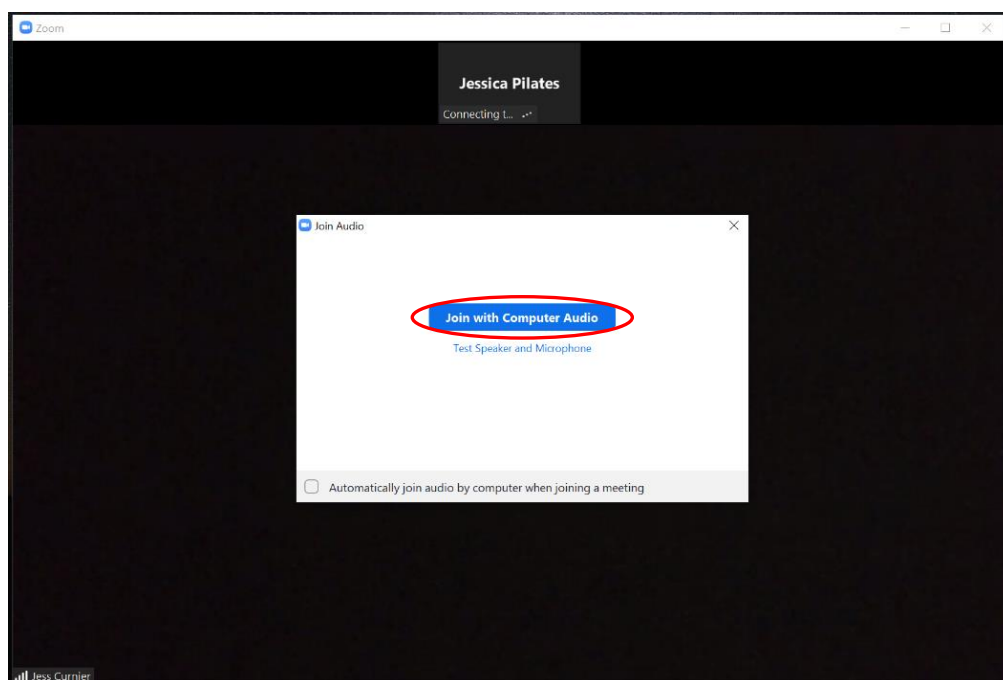 Zoom
Jessica Pilates
Connecting t...
Join Audio
Join with Computer Audio
Test Speaker and Microphone
Automatically join audio by computer when joining a meeting
Jess Curnier